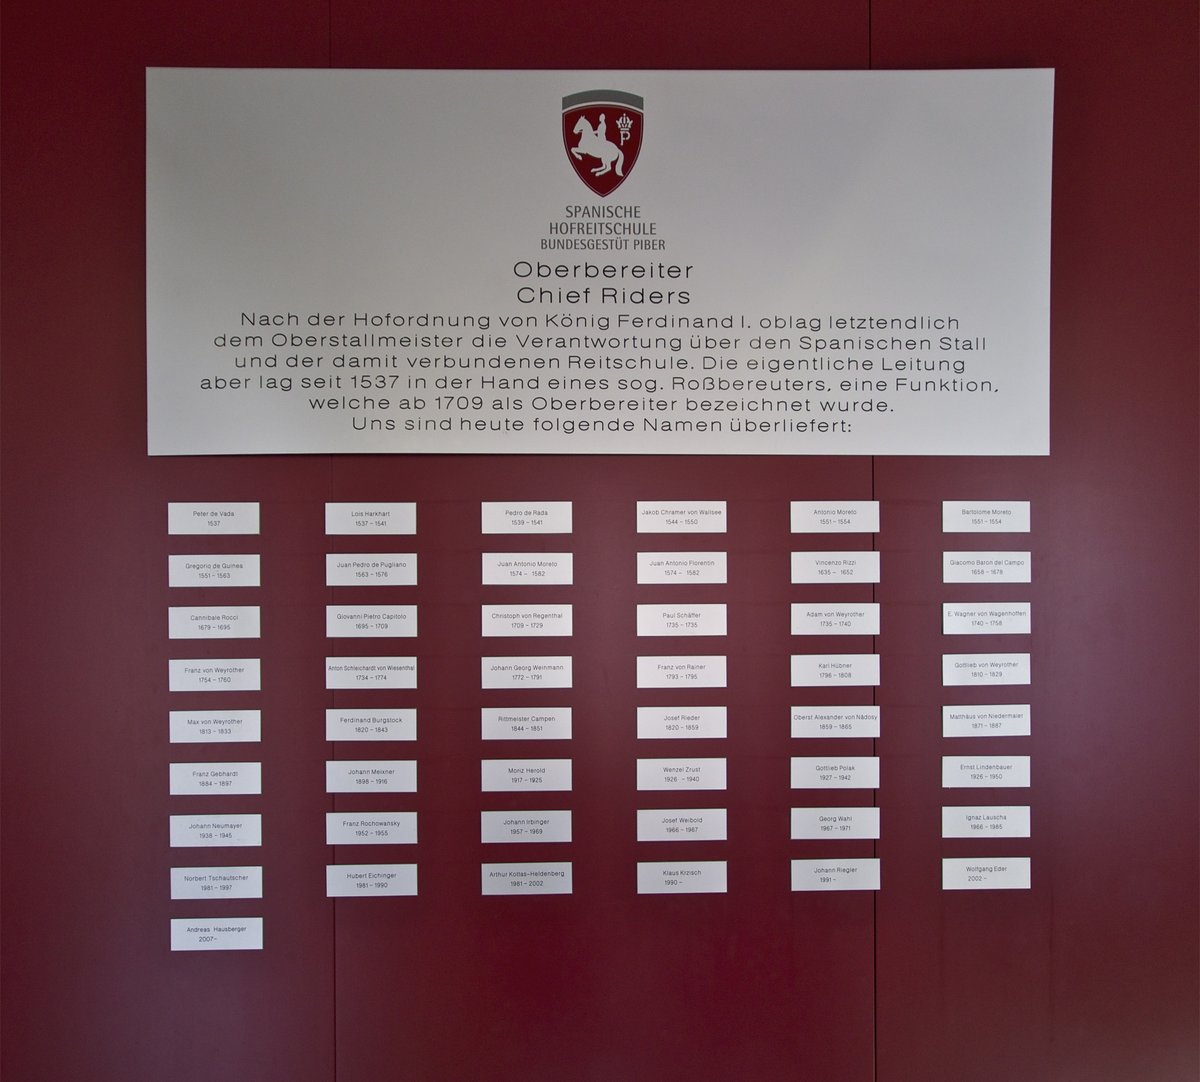 P
SPANISCHE
HOFREITSCHULE
BUNDESGESTÜT PIBER
Oberbereiter
Chief Riders
Nach der Hofordnung von König Ferdinand I. oblag letztendlich
dem Oberstallmeister die Verantwortung über den Spanischen Stall
und der damit verbundenen Reitschule. Die eigentliche Leitung
aber lag seit 1537 in der Hand eines sog. Roßbereuters, eine Funktion,
welche ab 1709 als Oberbereiter bezeichnet wurde.
Uns sind heute folgende Namen überliefert:
Peter de Vada
1537
Lois Harkhart
1537 – 1541
Pedro de Rada
1539 – 1541
Jakob Chramer von Wallsee
1544 – 1550
Antonio Moreto
1551 – 1554
Bartolome Moreto
1551 – 1554
Gregorio de Guinea
1551 – 1563
Juan Pedro de Pugliano
1563 – 1576
Juan Antonio Moreto
1574 – 1582
Juan Antonio Florentin
1574 – 1582
Vincenzo Rizzi
1635 – 1652
Giacomo Baron del Campo
1658 – 1678
Cannibale Rocci
1679 – 1695
Giovanni Pietro Capitolo
1695 – 1709
Christoph von Regenthal
1709 – 1729
Paul Schäffer
1735 – 1735
Adam von Weyrother
1735 – 1740
E. Wagner von Wagenhoffen
1740 – 1758
Franz von Weyrother
1754 – 1760
Anton Schleichardt von Wiesenthal
1734 – 1774
Johann Georg Weinmann
1772 – 1791
Franz von Rainer
1793 – 1795
Karl Hübner
1796 – 1808
Gottlieb von Weyrother
1810 – 1829
Max von Weyrother
1813 – 1833
Ferdinand Burgstock
1820 – 1843
Rittmeister Campen
1844 – 1851
Josef Rieder
1820 – 1859
Oberst Alexander von Nádosy
1859 – 1865
Matthäus von Niedermaier
1871 – 1887
Franz Gebhardt
1884 – 1897
Johann Meixner
1898 – 1916
Moriz Herold
1917 – 1925
Wenzel Zrust
1926 – 1940
Gottlieb Polak
1927 – 1942
Ernst Lindenbauer
1926 – 1950
Johann Neumayer
1938 – 1945
Franz Rochowansky
1952 – 1955
Johann Irbinger
1957 – 1969
Josef Weibold
1966 – 1967
Georg Wahl
1967 – 1971
Ignaz Lauscha
1966 – 1985
Norbert Tschautscher
1981 – 1997
Hubert Eichinger
1981 – 1990
Arthur Kottas–Heldenberg
1981 – 2002
Klaus Krzisch
1990 –
Johann Riegler
1991 –
Wolfgang Eder
2002 –
Andreas Hausberger
2007–